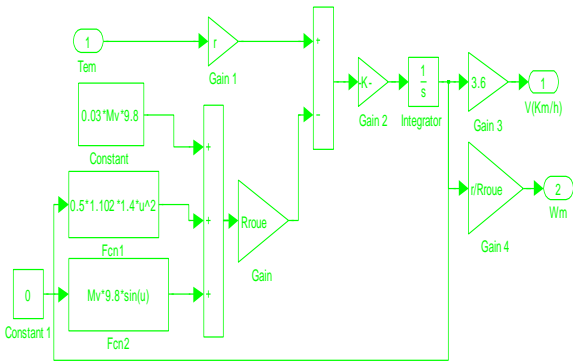 1
Tem
r
Gain 1
+
-
-K-
Gain 2
1
s
Integrator
3.6
Gain 3
1
V(Km/h)
0.03*Mv*9.8
Constant
+
0.5*1.102*1.4*u^2
Fcn1
+
Rroue
Gain
r/Rroue
Gain 4
2
Wm
0
Constant 1
Mv*9.8*sin(u)
Fcn2
+